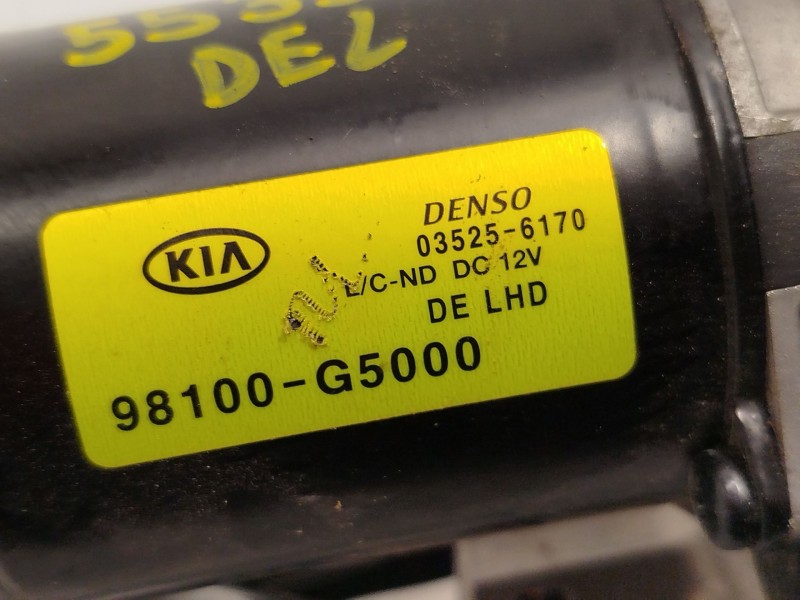 DEL
KIA
DENSO
03525-6170
E/C-ND DC 12V
DE LHD
98100-G5000